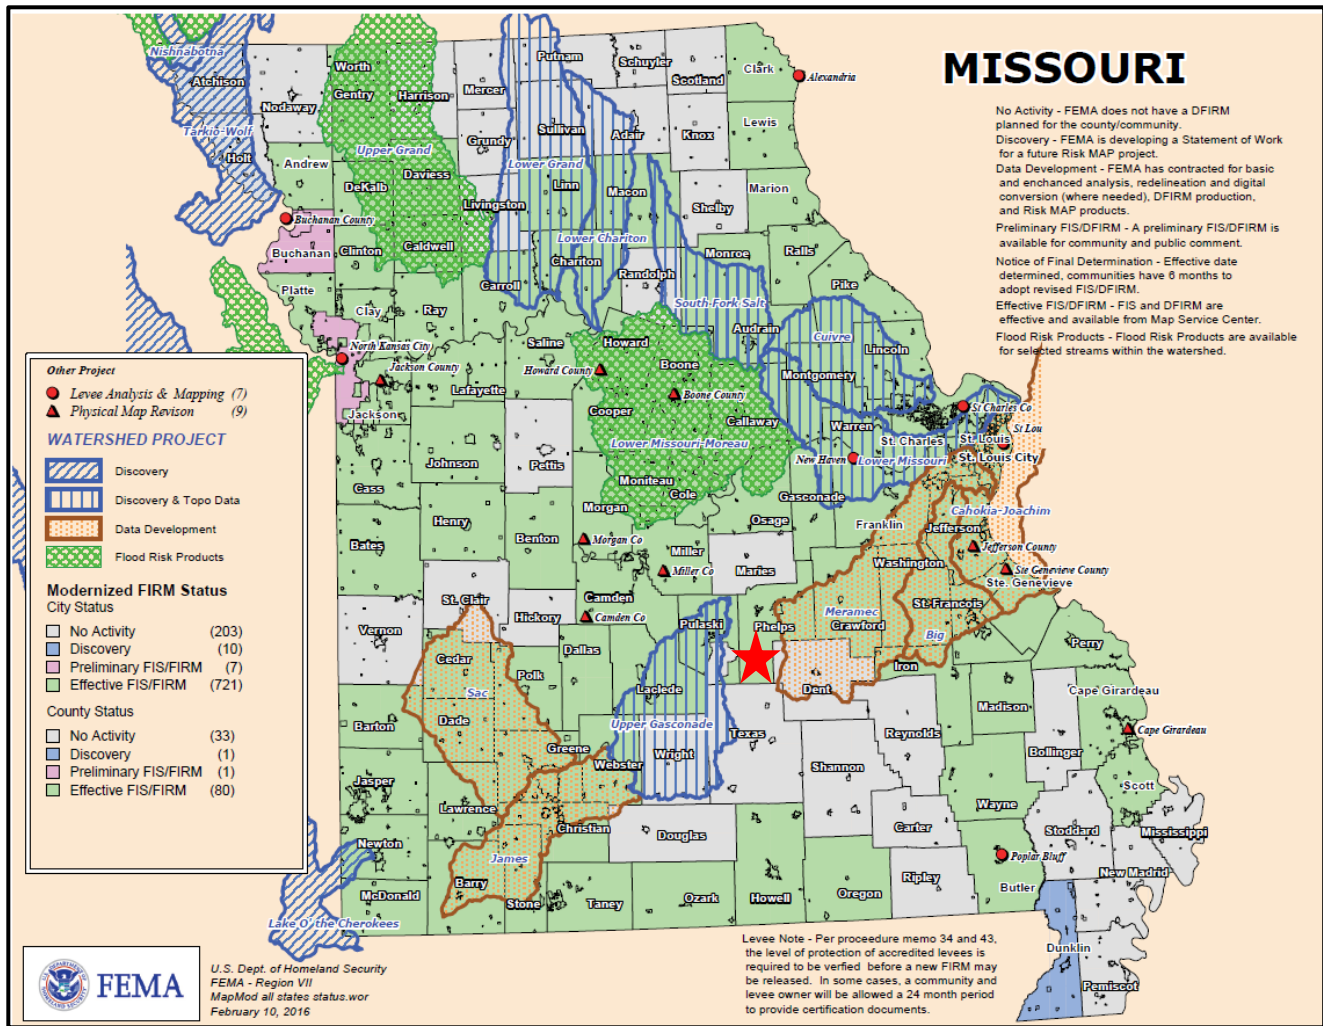 MISSOURI
No Activity - FEMA does not have a DFIRM
planned for the county/community.
Discovery - FEMA is developing a Statement of Work
for a future Risk MAP project.
Data Development - FEMA has contracted for basic
and enchanced analysis, redelineation and digital
conversion (where needed), DFIRM production,
and Risk MAP products.
Preliminary FIS/DFIRM - A preliminary FIS/DFIRM is
available for community and public comment.
Notice of Final Determination - Effective date
determined, communities have 6 months to
adopt revised FIS/DFIRM.
Effective FIS/DFIRM - FIS and DFIRM are
effective and available from Map Service Center.
Flood Risk Products - Flood Risk Products are available
for selected streams within the watershed.
Nishnabotna
Atchison
Nodaway
Worth
Gentry
Harrison
Mercer
Putnam
Schuyler
Scotland
Clark
Alexandria
Tarkio-Wolf
Holt
Andrew
Upper Grand
DeKalb
Daviess
Grundy
Sullivan
Adair
Knox
Lewis
Lower Grand
Linn
Macon
Shelby
Marion
Livingston
Buchanan County
Buchanan
Clinton
Caldwell
Lower Chariton
Chariton
Carroll
Randolph
Monroe
Ralls
Pike
Platte
Clay
Ray
South Fork Salt
Audrain
Cuivre
Lincoln
Montgomery
North Kansas City
Jackson County
Jackson
Lafayette
Saline
Howard
Howard County
Boone
Boone County
Cooper
Callaway
Lower Missouri-Moreau
Warren
St. Charles
St Charles Co
St Lou
St. Louis
St. Louis City
New Haven
Lower Missouri
Johnson
Pettis
Moniteau
Cole
Cass
Morgan
Gasconade
Osage
Franklin
Cahokia-Joachim
Jefferson
Jefferson County
Henry
Bates
Benton
Morgan Co
Miller
Miller Co
Maries
Washington
Ste Genevieve County
Ste. Genevieve
St. Clair
Camden
Camden Co
Hickory
Vernon
Pulaski
Phelps
Meramec
Crawford
St. Francois
Big
Perry
Cedar
Polk
Dallas
Iron
Sac
Laclede
Dent
Cape Girardeau
Madison
Barton
Dade
Upper Gasconade
Texas
Reynolds
Cape Girardeau
Bollinger
Greene
Webster
Wright
Shannon
Scott
Jasper
Lawrence
Christian
Wayne
Carter
Stoddard
Mississippi
Newton
Douglas
James
Poplar Bluff
New Madrid
McDonald
Barry
Stone
Taney
Ozark
Howell
Oregon
Ripley
Butler
Lake O' the Cherokees
Dunklin
Pemiscot
Other Project
Levee Analysis & Mapping (7)
Physical Map Revison (9)
WATERSHED PROJECT
Discovery
Discovery & Topo Data
Data Development
Flood Risk Products
Modernized FIRM Status
City Status
No Activity (203)
Discovery (10)
Preliminary FIS/FIRM (7)
Effective FIS/FIRM (721)
County Status
No Activity (33)
Discovery (1)
Preliminary FIS/FIRM (1)
Effective FIS/FIRM (80)
FEMA
U.S. Dept. of Homeland Security
FEMA - Region VII
MapMod all states status.wor
February 10, 2016
Levee Note - Per proceedure memo 34 and 43,
the level of protection of accredited levees is
required to be verfied before a new FIRM may
be released. In some cases, a community and
levee owner will be allowed a 24 month period
to provide certification documents.